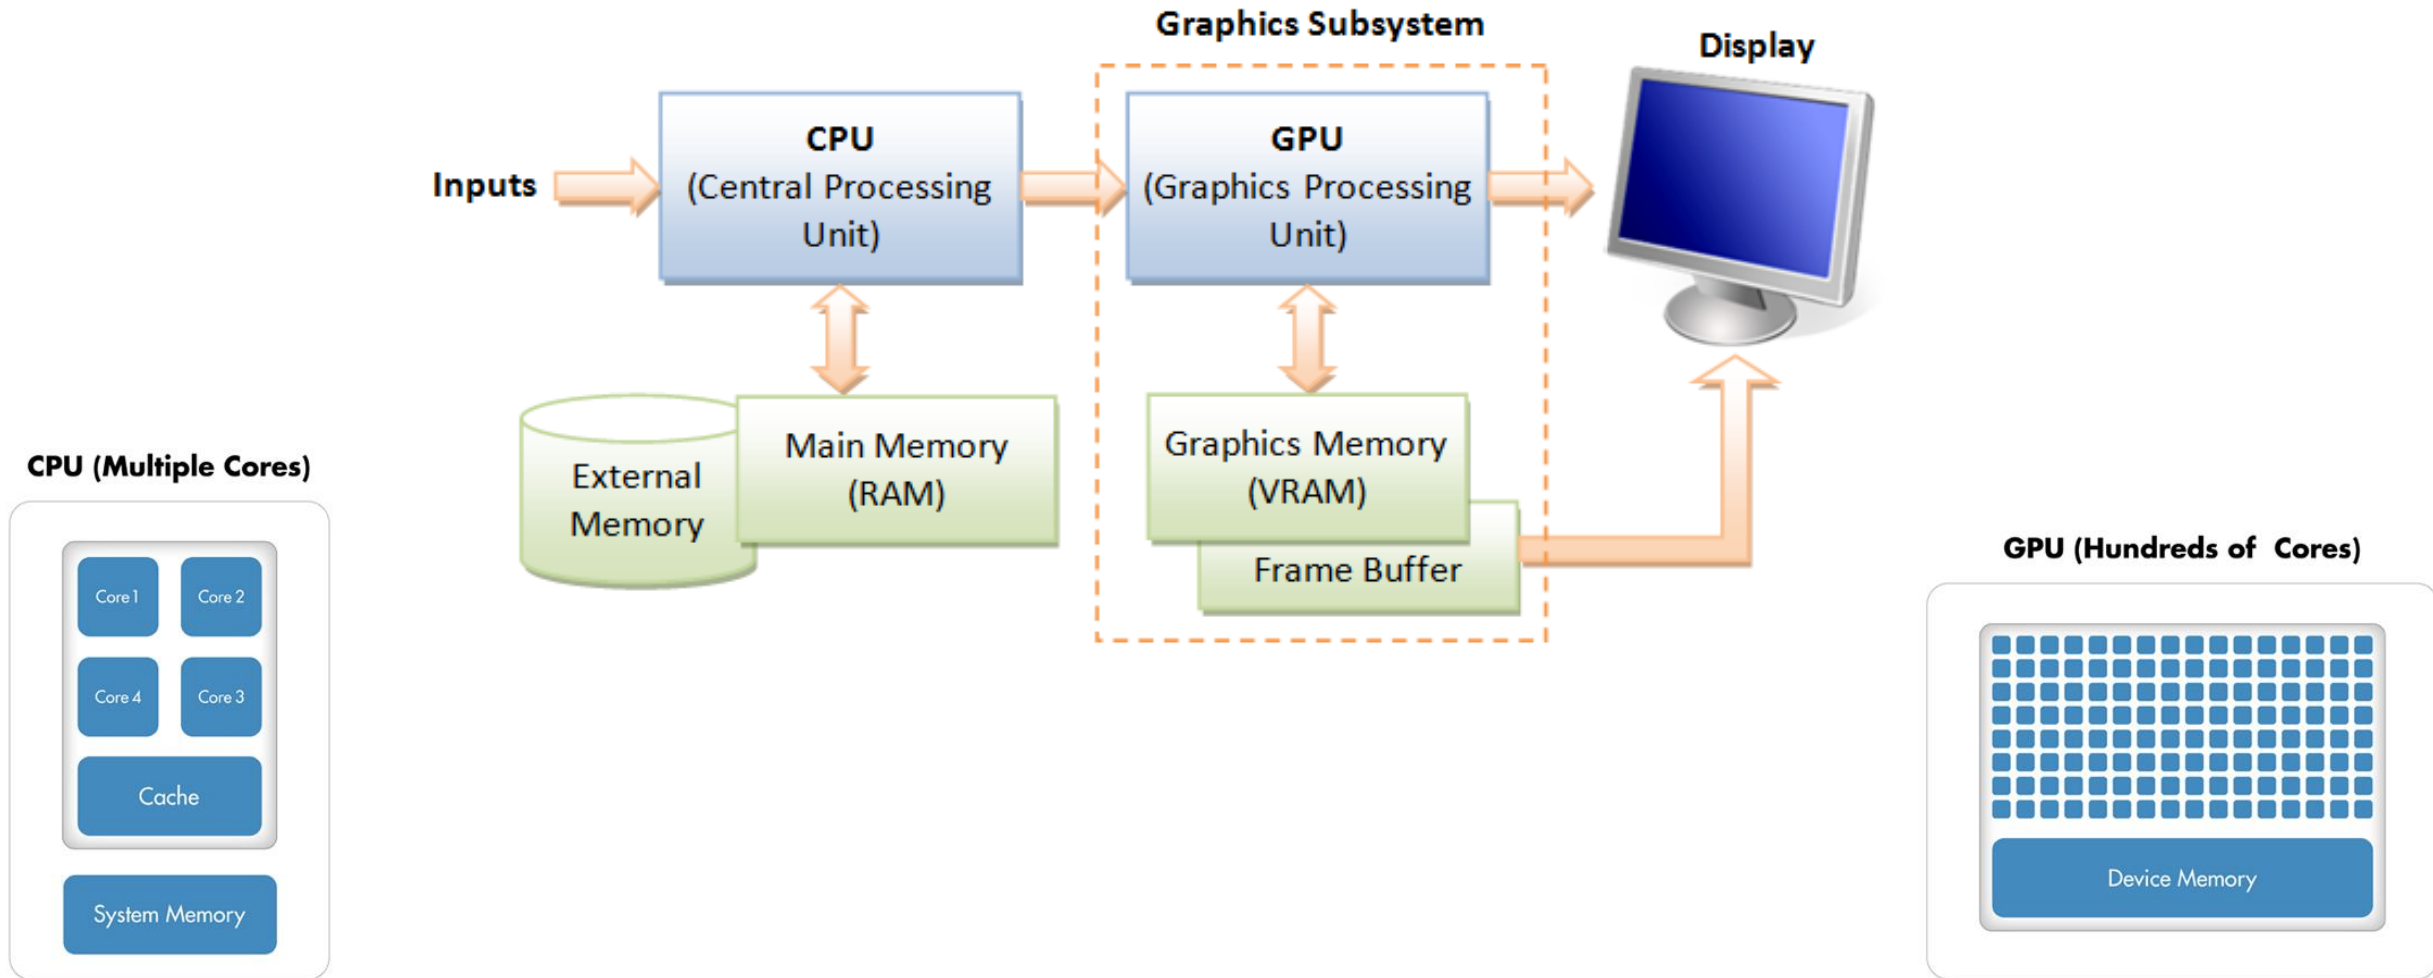 Graphics Subsystem
Display
Inputs
CPU
(Central Processing
Unit)
GPU
(Graphics Processing
Unit)
External
Memory
Main Memory
(RAM)
Graphics Memory
(VRAM)
Frame Buffer
CPU (Multiple Cores)
Core 1
Core 2
Core 4
Core 3
Cache
System Memory
GPU (Hundreds of Cores)
Device Memory